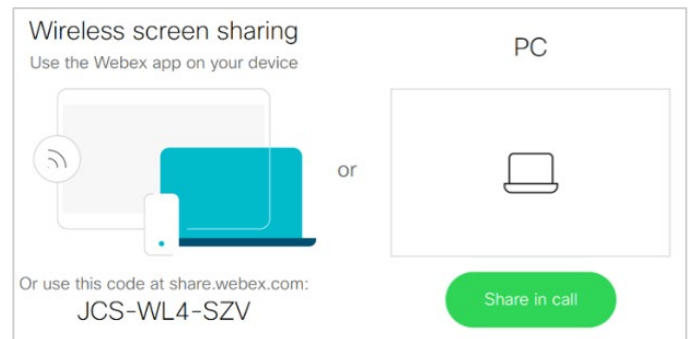 Wireless screen sharing
Use the Webex app on your device
Or use this code at share.webex.com:
JCS-WL4-SZV
or
PC
Share in call